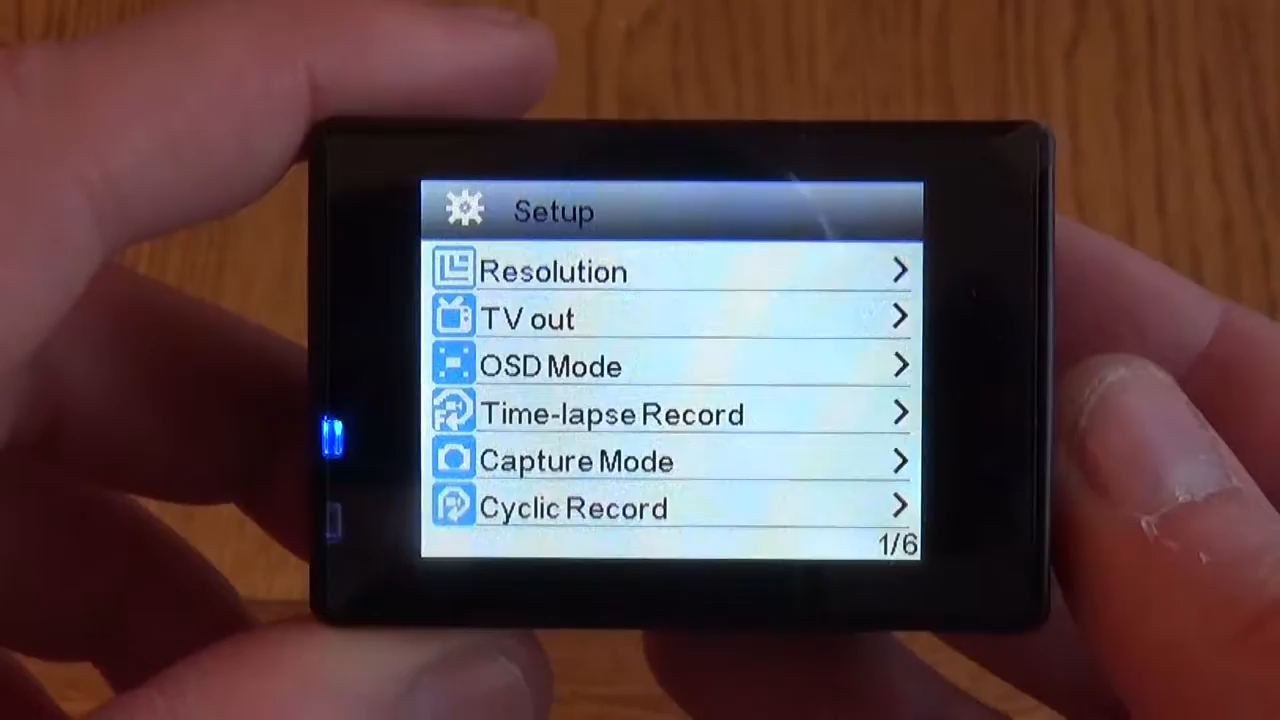 Setup
Resolution
TV out
OSD Mode
Time-lapse Record
Capture Mode
Cyclic Record
1/6